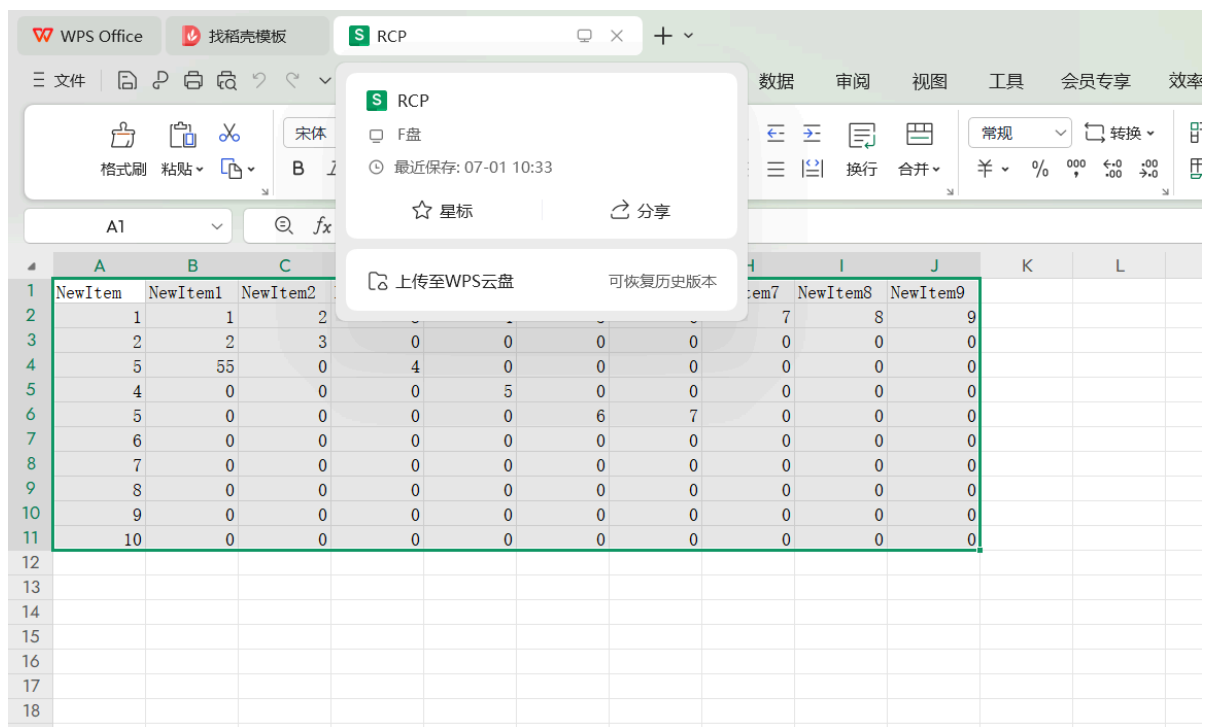 WPS Office 找稻壳模板 S RCP
文件 数据 审阅 视图 工具 会员专享 效率
S RCP
F盘
最近保存: 07-01 10:33
星标 分享
上传至WPS云盘 可恢复历史版本
宋体 常规 转换
格式刷 粘贴 B 换行 合并 ¥ % 000 ←.0 .00 .00 →.0
A1 fx
A B C H I J K L
1 NewItem NewItem1 NewItem2 tem7 NewItem8 NewItem9
2 1 1 2 7 8 9
3 2 2 3 0 0 0 0 0 0 0
4 5 55 0 4 0 0 0 0 0 0
5 4 0 0 0 5 0 0 0 0 0
6 5 0 0 0 0 6 7 0 0 0
7 6 0 0 0 0 0 0 0 0 0
8 7 0 0 0 0 0 0 0 0 0
9 8 0 0 0 0 0 0 0 0 0
10 9 0 0 0 0 0 0 0 0 0
11 10 0 0 0 0 0 0 0 0 0
12
13
14
15
16
17
18